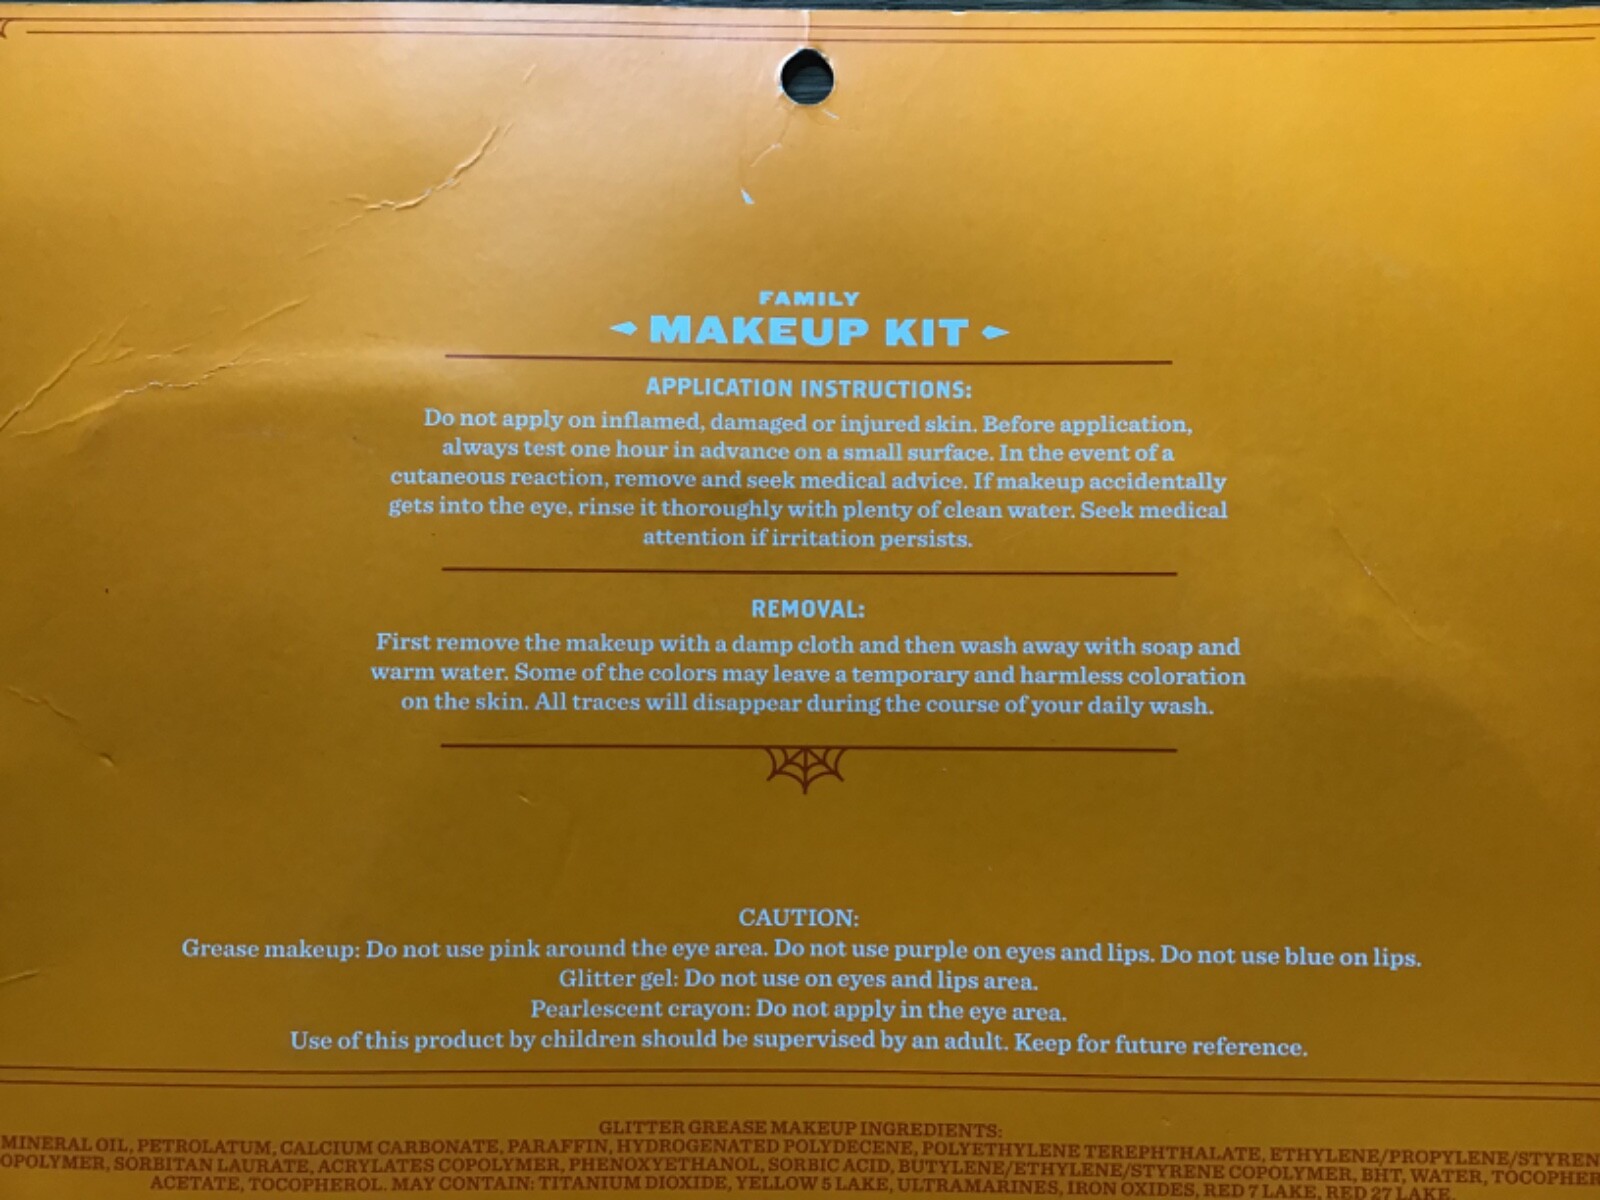 FAMILY
MAKEUP KIT
APPLICATION INSTRUCTIONS:
Do not apply on inflamed, damaged or injured skin. Before application,
always test one hour in advance on a small surface. In the event of a
cutaneous reaction, remove and seek medical advice. If makeup accidentally
gets into the eye, rinse it thoroughly with plenty of clean water. Seek medical
attention if irritation persists.
REMOVAL:
First remove the makeup with a damp cloth and then wash away with soap and
warm water. Some of the colors may leave a temporary and harmless coloration
on the skin. All traces will disappear during the course of your daily wash.
CAUTION:
Grease makeup: Do not use pink around the eye area. Do not use purple on eyes and lips. Do not use blue on lips.
Glitter gel: Do not use on eyes and lips area.
Pearlescent crayon: Do not apply in the eye area.
Use of this product by children should be supervised by an adult. Keep for future reference.
GLITTER GREASE MAKEUP INGREDIENTS:
MINERAL OIL, PETROLATUM, CALCIUM CARBONATE, PARAFFIN, HYDROGENATED POLYDECENE, POLYETHYLENE TEREPHTHALATE, ETHYLENE/PROPYLENE/STYREN
OPOLYMER, SORBITAN LAURATE, ACRYLATES COPOLYMER, PHENOXYETHANOL, SORBIC ACID, BUTYLENE/ETHYLENE/STYRENE COPOLYMER, BHT, WATER, TOCOPHER
ACETATE, TOCOPHEROL. MAY CONTAIN: TITANIUM DIOXIDE, YELLOW 5 LAKE, ULTRAMARINES, IRON OXIDES, RED 7 LAKE, RED 27 LAKE